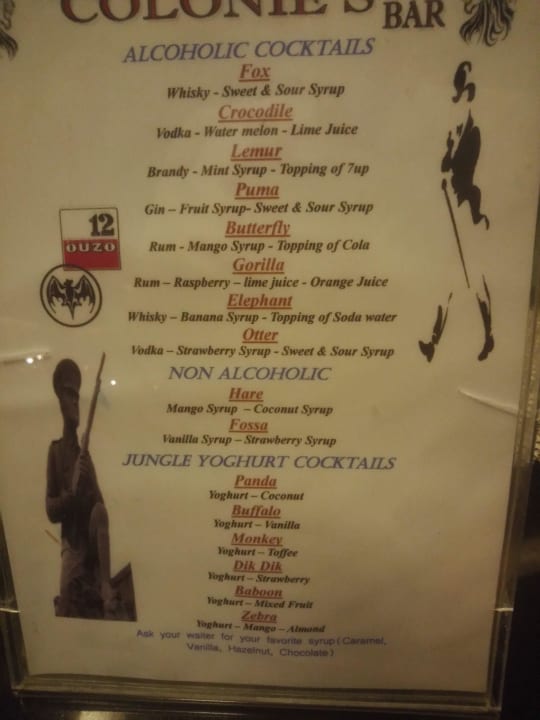 COLONIE'S
BAR
ALCOHOLIC COCKTAILS
Fox
Whisky - Sweet & Sour Syrup
Crocodile
Vodka - Water melon - Lime Juice
Lemur
Brandy - Mint Syrup - Topping of 7up
Puma
Gin – Fruit Syrup- Sweet & Sour Syrup
Butterfly
Rum - Mango Syrup - Topping of Cola
12
OUZO
Gorilla
Rum – Raspberry – lime juice - Orange Juice
Elephant
Whisky – Banana Syrup - Topping of Soda water
Otter
Vodka – Strawberry Syrup - Sweet & Sour Syrup
NON ALCOHOLIC
Hare
Mango Syrup – Coconut Syrup
Fossa
Vanilla Syrup – Strawberry Syrup
JUNGLE YOGHURT COCKTAILS
Panda
Yoghurt – Coconut
Buffalo
Yoghurt – Vanilla
Monkey
Yoghurt – Toffee
Dik Dik
Yoghurt – Strawberry
Baboon
Yoghurt – Mixed Fruit
Zebra
Yoghurt – Mango – Almond
Ask your waiter for your favorite syrup(Caramel,
Vanilla, Hazelnut, Chocolate)